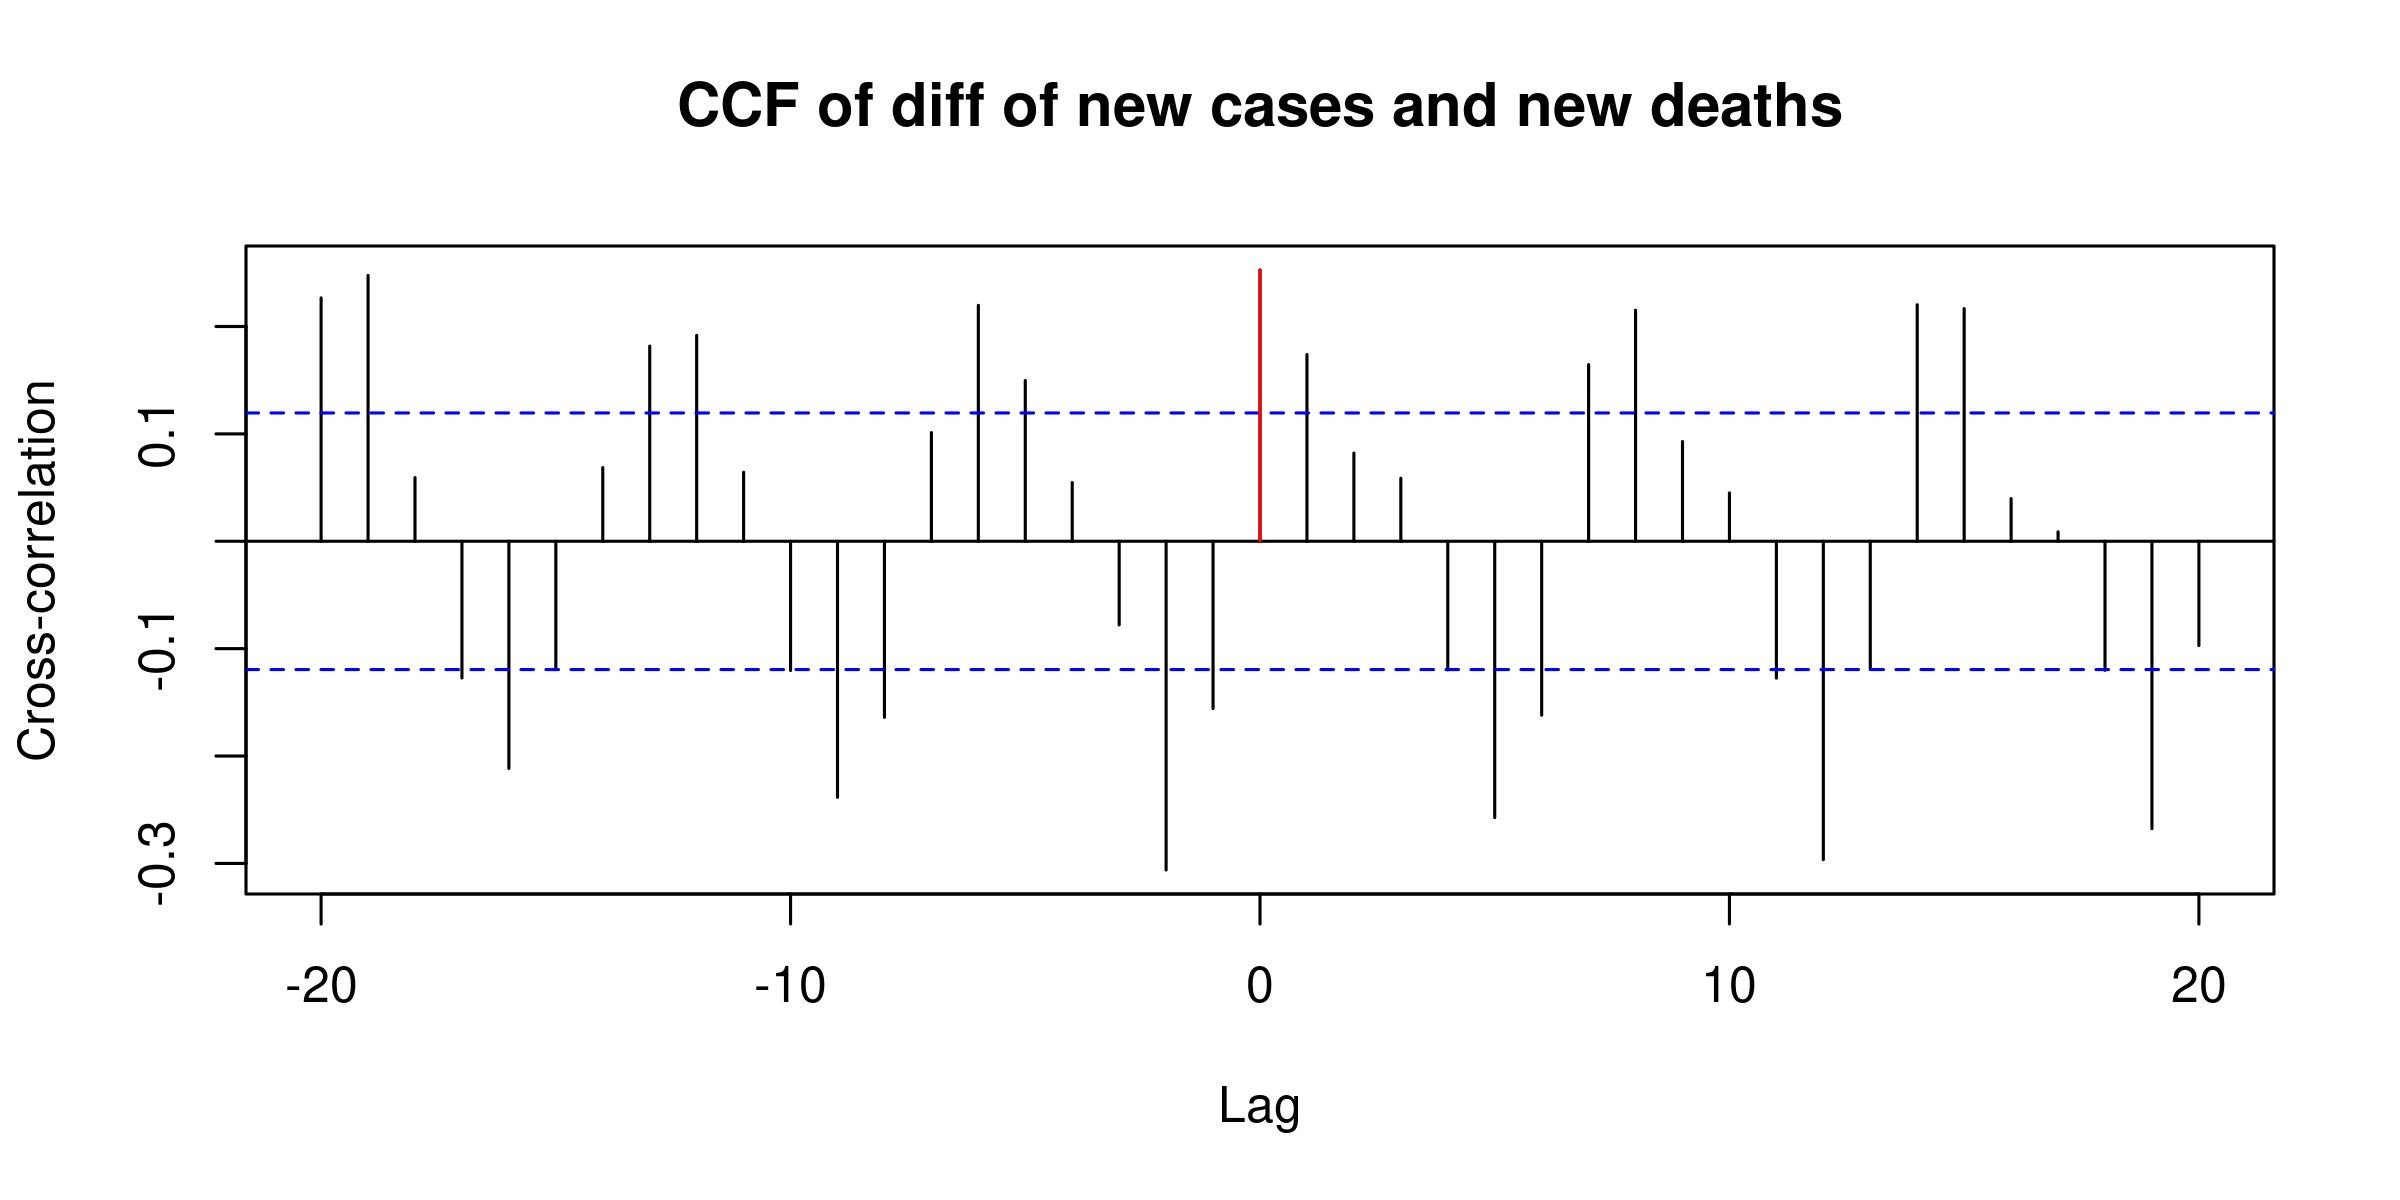 CCF of diff of new cases and new deaths
Cross-correlation
0.1
-0.1
-0.3
-20 -10 0 10 20
Lag